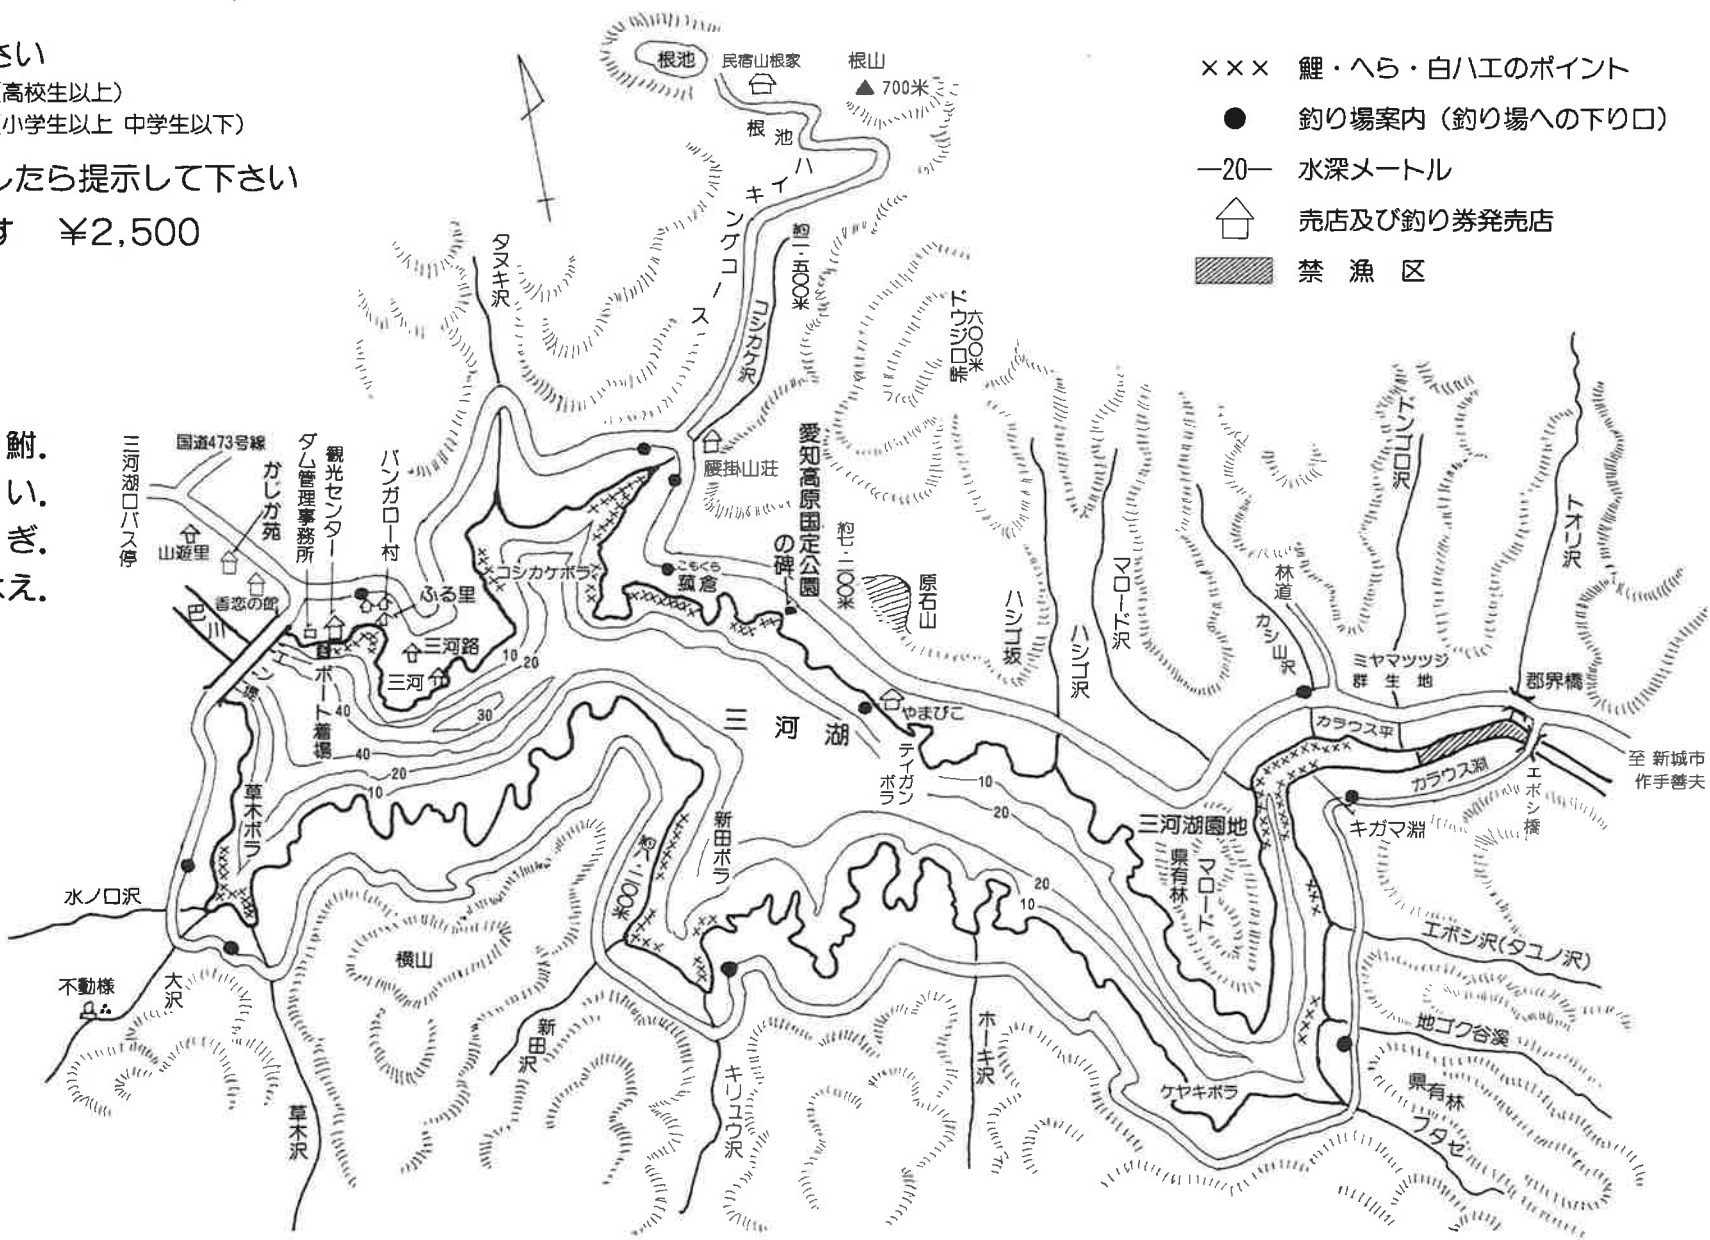 さい
(高校生以上)
(小学生以上 中学生以下)
したら提示して下さい
す ¥2,500
鮒.
い.
ぎ.
え.
××× 鯉・へら・白ハエのポイント
● 釣り場案内(釣り場への下り口)
—20— 水深メートル
売店及び釣り券発売店
禁漁区
根池
民宿山根家
根山
▲ 700米
根池ハイキングコース
約一・五〇〇米
コシカケ沢
タヌキ沢
ドウジロ峠
六〇〇米
三河湖口バス停
国道473号線
かじか苑
山遊里
香恋の館
ダム管理事務所
観光センター
バンガロー村
ふる里
三河路
三河
巴川
エン堤
ボート着場
コシカケボラ
腰掛山荘
こもくら
菰倉
愛知高原国定公園の碑
約七・二〇〇米
原石山
ハシゴ坂
ハシゴ沢
マロード沢
林道
カシ山沢
ドンゴロ沢
トオリ沢
ミヤマツツジ
群生地
郡界橋
カラウス平
カラウス淵
エボシ橋
至 新城市
作手善夫
キガマ淵
三河湖
やまびこ
テイガンボラ
三河湖園地
県有林
マロード
10
20
30
40
40
20
10
10
20
20
10
草木ボラ
新田ボラ
水ノ口沢
大沢
不動様
横山
草木沢
新田沢
キリュウ沢
ホーキ沢
ケヤキボラ
エボシ沢(タユノ沢)
地ゴク谷溪
県有林
フタセ